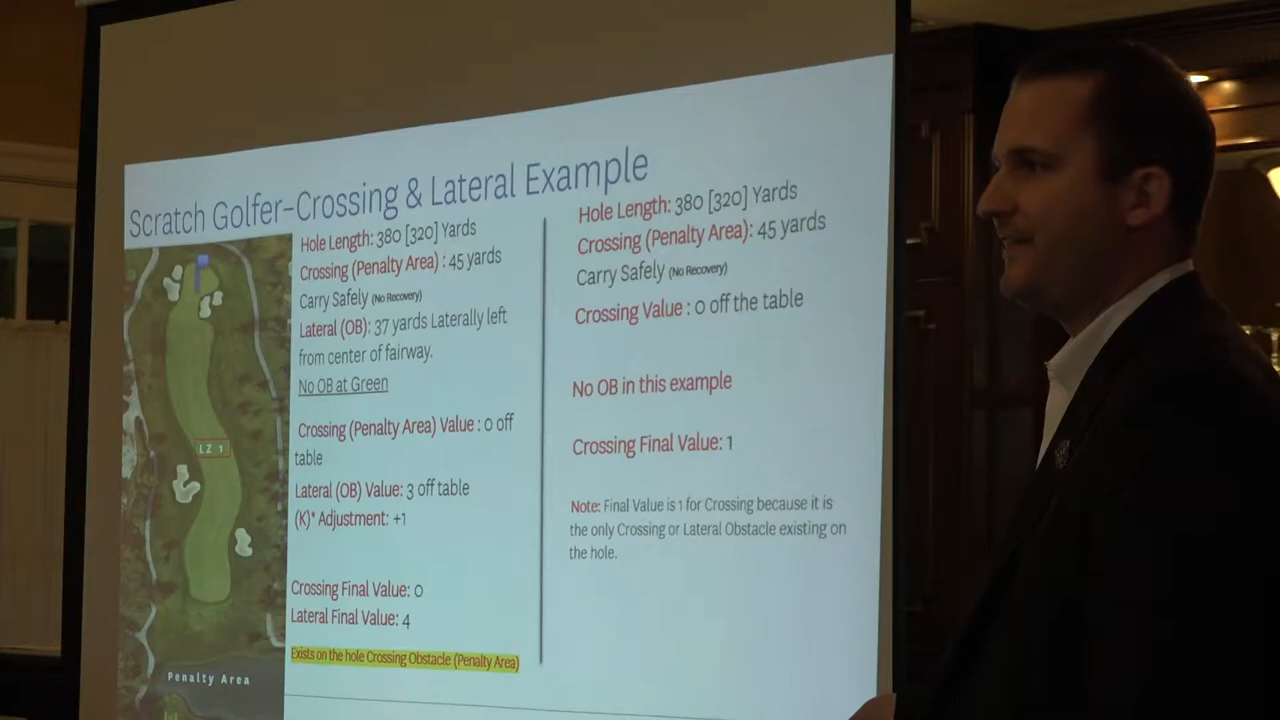 Scratch Golfer-Crossing & Lateral Example
Hole Length: 380 [320] Yards
Crossing (Penalty Area) : 45 yards
Carry Safely (No Recovery)
Lateral (OB): 37 yards Laterally left
from center of fairway.
No OB at Green
Crossing (Penalty Area) Value : 0 off
table
Lateral (OB) Value: 3 off table
(K)* Adjustment: +1
Crossing Final Value: 0
Lateral Final Value: 4
Exists on the hole Crossing Obstacle (Penalty Area)
Hole Length: 380 [320] Yards
Crossing (Penalty Area): 45 yards
Carry Safely (No Recovery)
Crossing Value : 0 off the table
No OB in this example
Crossing Final Value: 1
Note: Final Value is 1 for Crossing because it is
the only Crossing or Lateral Obstacle existing on
the hole.
LZ 1
Penalty Area